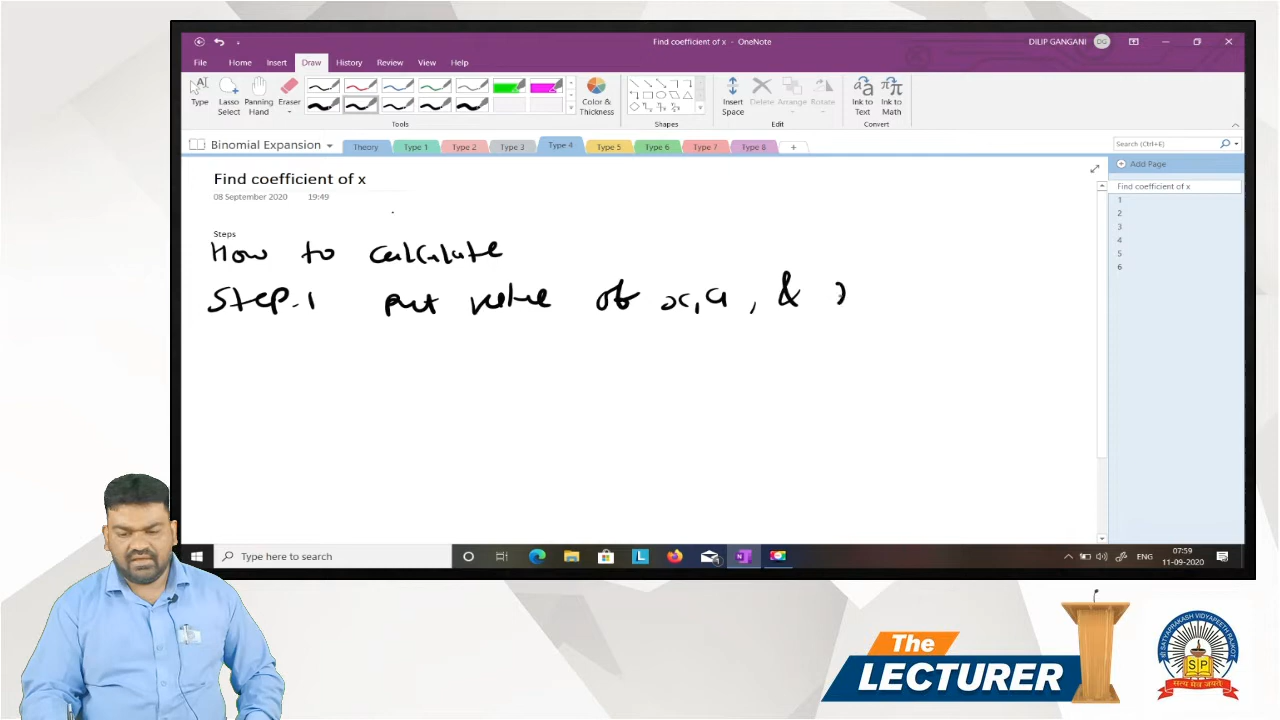 Find coefficient of x - OneNote
DILIP GANGANI DG
File Home Insert Draw History Review View Help
Type Lasso Select Panning Hand Eraser Color & Thickness Insert Space Delete Arrange Rotate Ink to Text Ink to Math
Tools Shapes Edit Convert
Binomial Expansion Theory Type 1 Type 2 Type 3 Type 4 Type 5 Type 6 Type 7 Type 8 +
Search (Ctrl+E)
Add Page
Find coefficient of x
1
2
3
4
5
6
Find coefficient of x
08 September 2020 19:49
Steps
How to calculate
Step.1 put value of x, a, &
Type here to search
ENG
07:59
11-09-2020
The
LECTURER
SP
सत्यमेव जयते